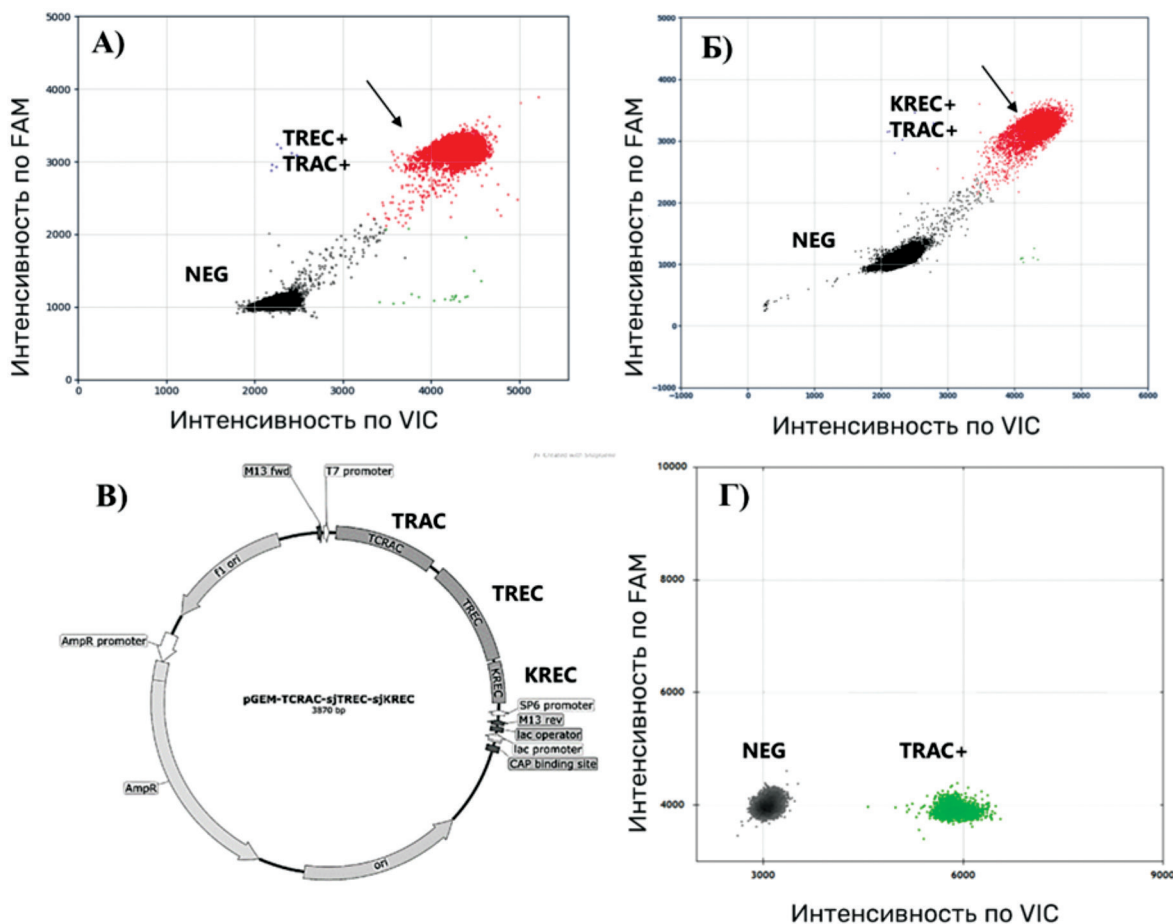 А)
5000
4000
3000
2000
1000
0
0
1000
2000
3000
4000
5000
Интенсивность по FAM
Интенсивность по VIC
TREC+
TRAC+
NEG
Б)
5000
4000
3000
2000
1000
0
−1000
−1000
0
1000
2000
3000
4000
5000
6000
Интенсивность по FAM
Интенсивность по VIC
KREC+
TRAC+
NEG
В)
M13 fwd
T7 promoter
TRAC
TCRAC
TREC
TREC
KREC
KREC
SP6 promoter
M13 rev
lac operator
lac promoter
CAP binding site
ori
AmpR
AmpR promoter
f1 ori
pGEM-TCRAC-sjTREC-sjKREC
3870 bp
Г)
10000
8000
6000
4000
3000
6000
9000
Интенсивность по FAM
Интенсивность по VIC
NEG
TRAC+